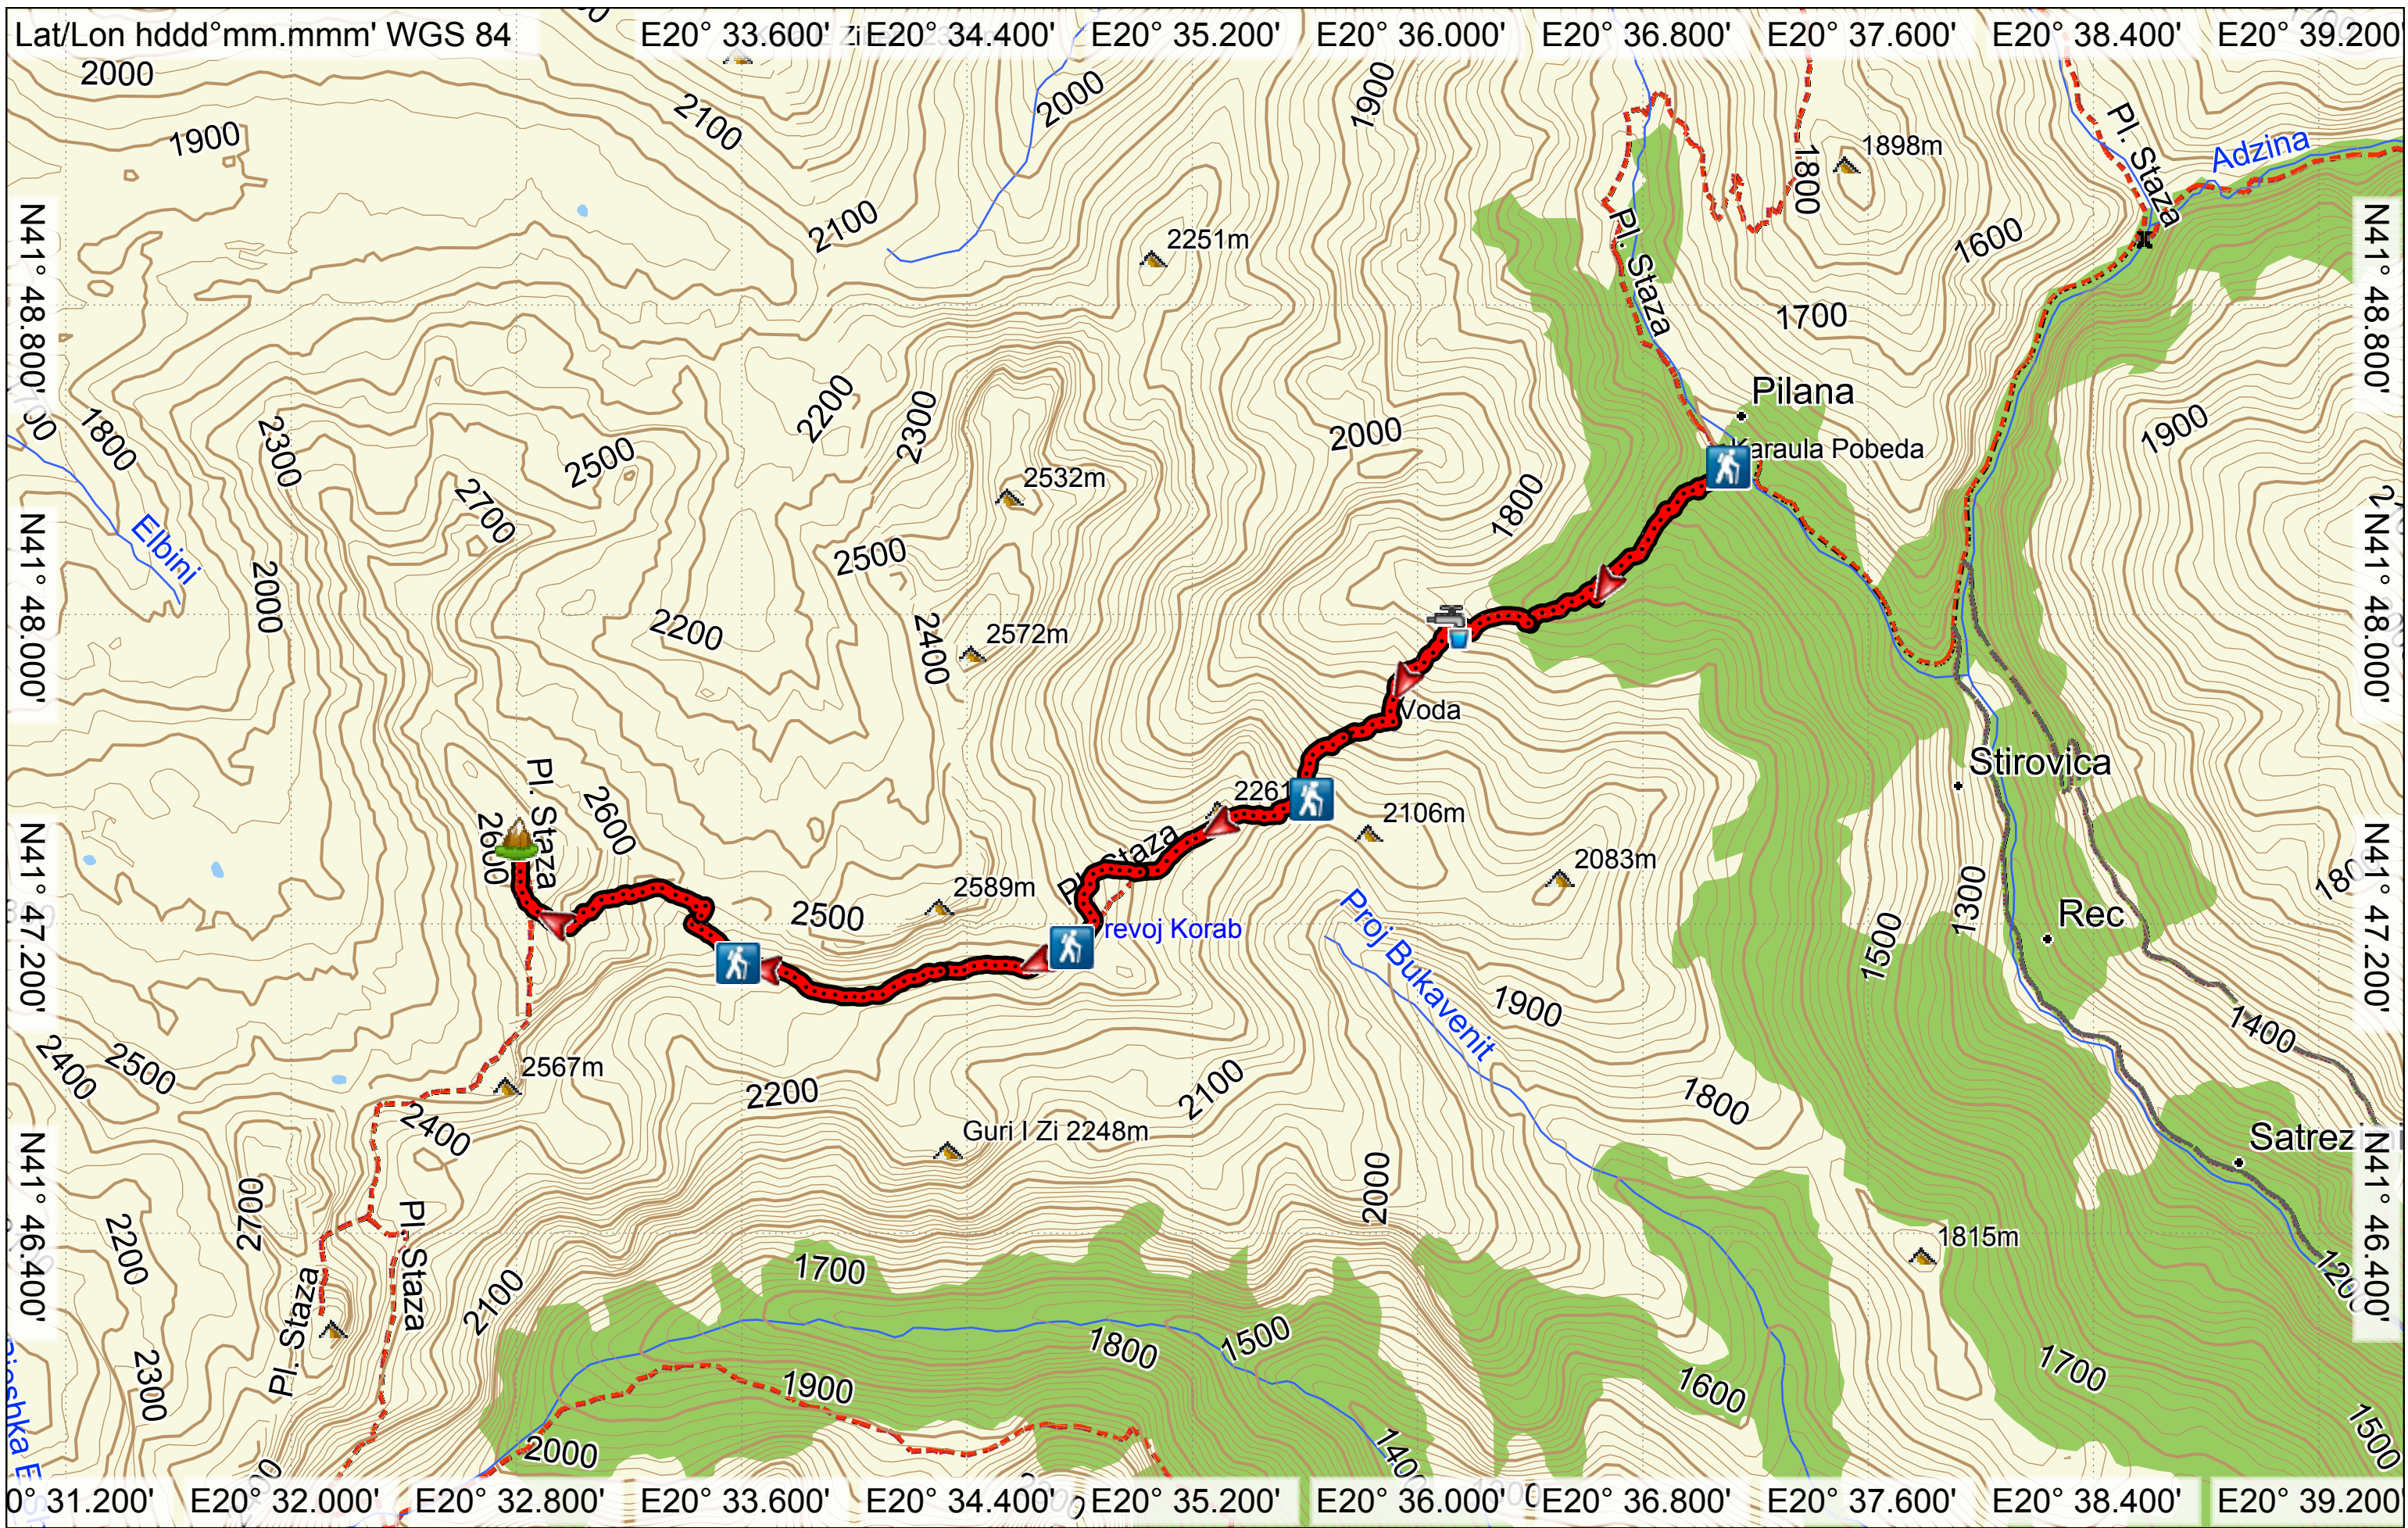 Lat/Lon hddd°mm.mmm' WGS 84
E20° 33.600'
E20° 34.400'
E20° 35.200'
E20° 36.000'
E20° 36.800'
E20° 37.600'
E20° 38.400'
E20° 39.200'
2000
2100
2000
1900
1900
2100
1898m
1800
Pl. Staza
Adzina
N41° 48.800'
2251m
1600
Pl. Staza
N41° 48.800'
1700
Pilana
1800
2300
2500
2200
2300
2000
Karaula Pobeda
1900
2532m
2700
1800
N41° 48.000'
Elbini
2000
2500
N41° 48.000'
2200
2400
2572m
Voda
Stirovica
Pl. Staza
2600
2600
2261
2106m
2083m
N41° 47.200'
2589m
2500
Pl. Staza
revoj Korab
Proj Bukavenit
1300
1500
Rec
N41° 47.200'
1900
1400
2400
2500
2567m
2200
2100
1800
2400
Guri I Zi 2248m
Satrez
N41° 46.400'
2700
2200
Pl. Staza
2000
1815m
N41° 46.400'
1200
1700
Pl. Staza
2100
1800
1500
2300
1900
1600
1700
2000
1400
1500
0° 31.200'
E20° 32.000'
E20° 32.800'
E20° 33.600'
E20° 34.400'
E20° 35.200'
E20° 36.000'
E20° 36.800'
E20° 37.600'
E20° 38.400'
E20° 39.200'